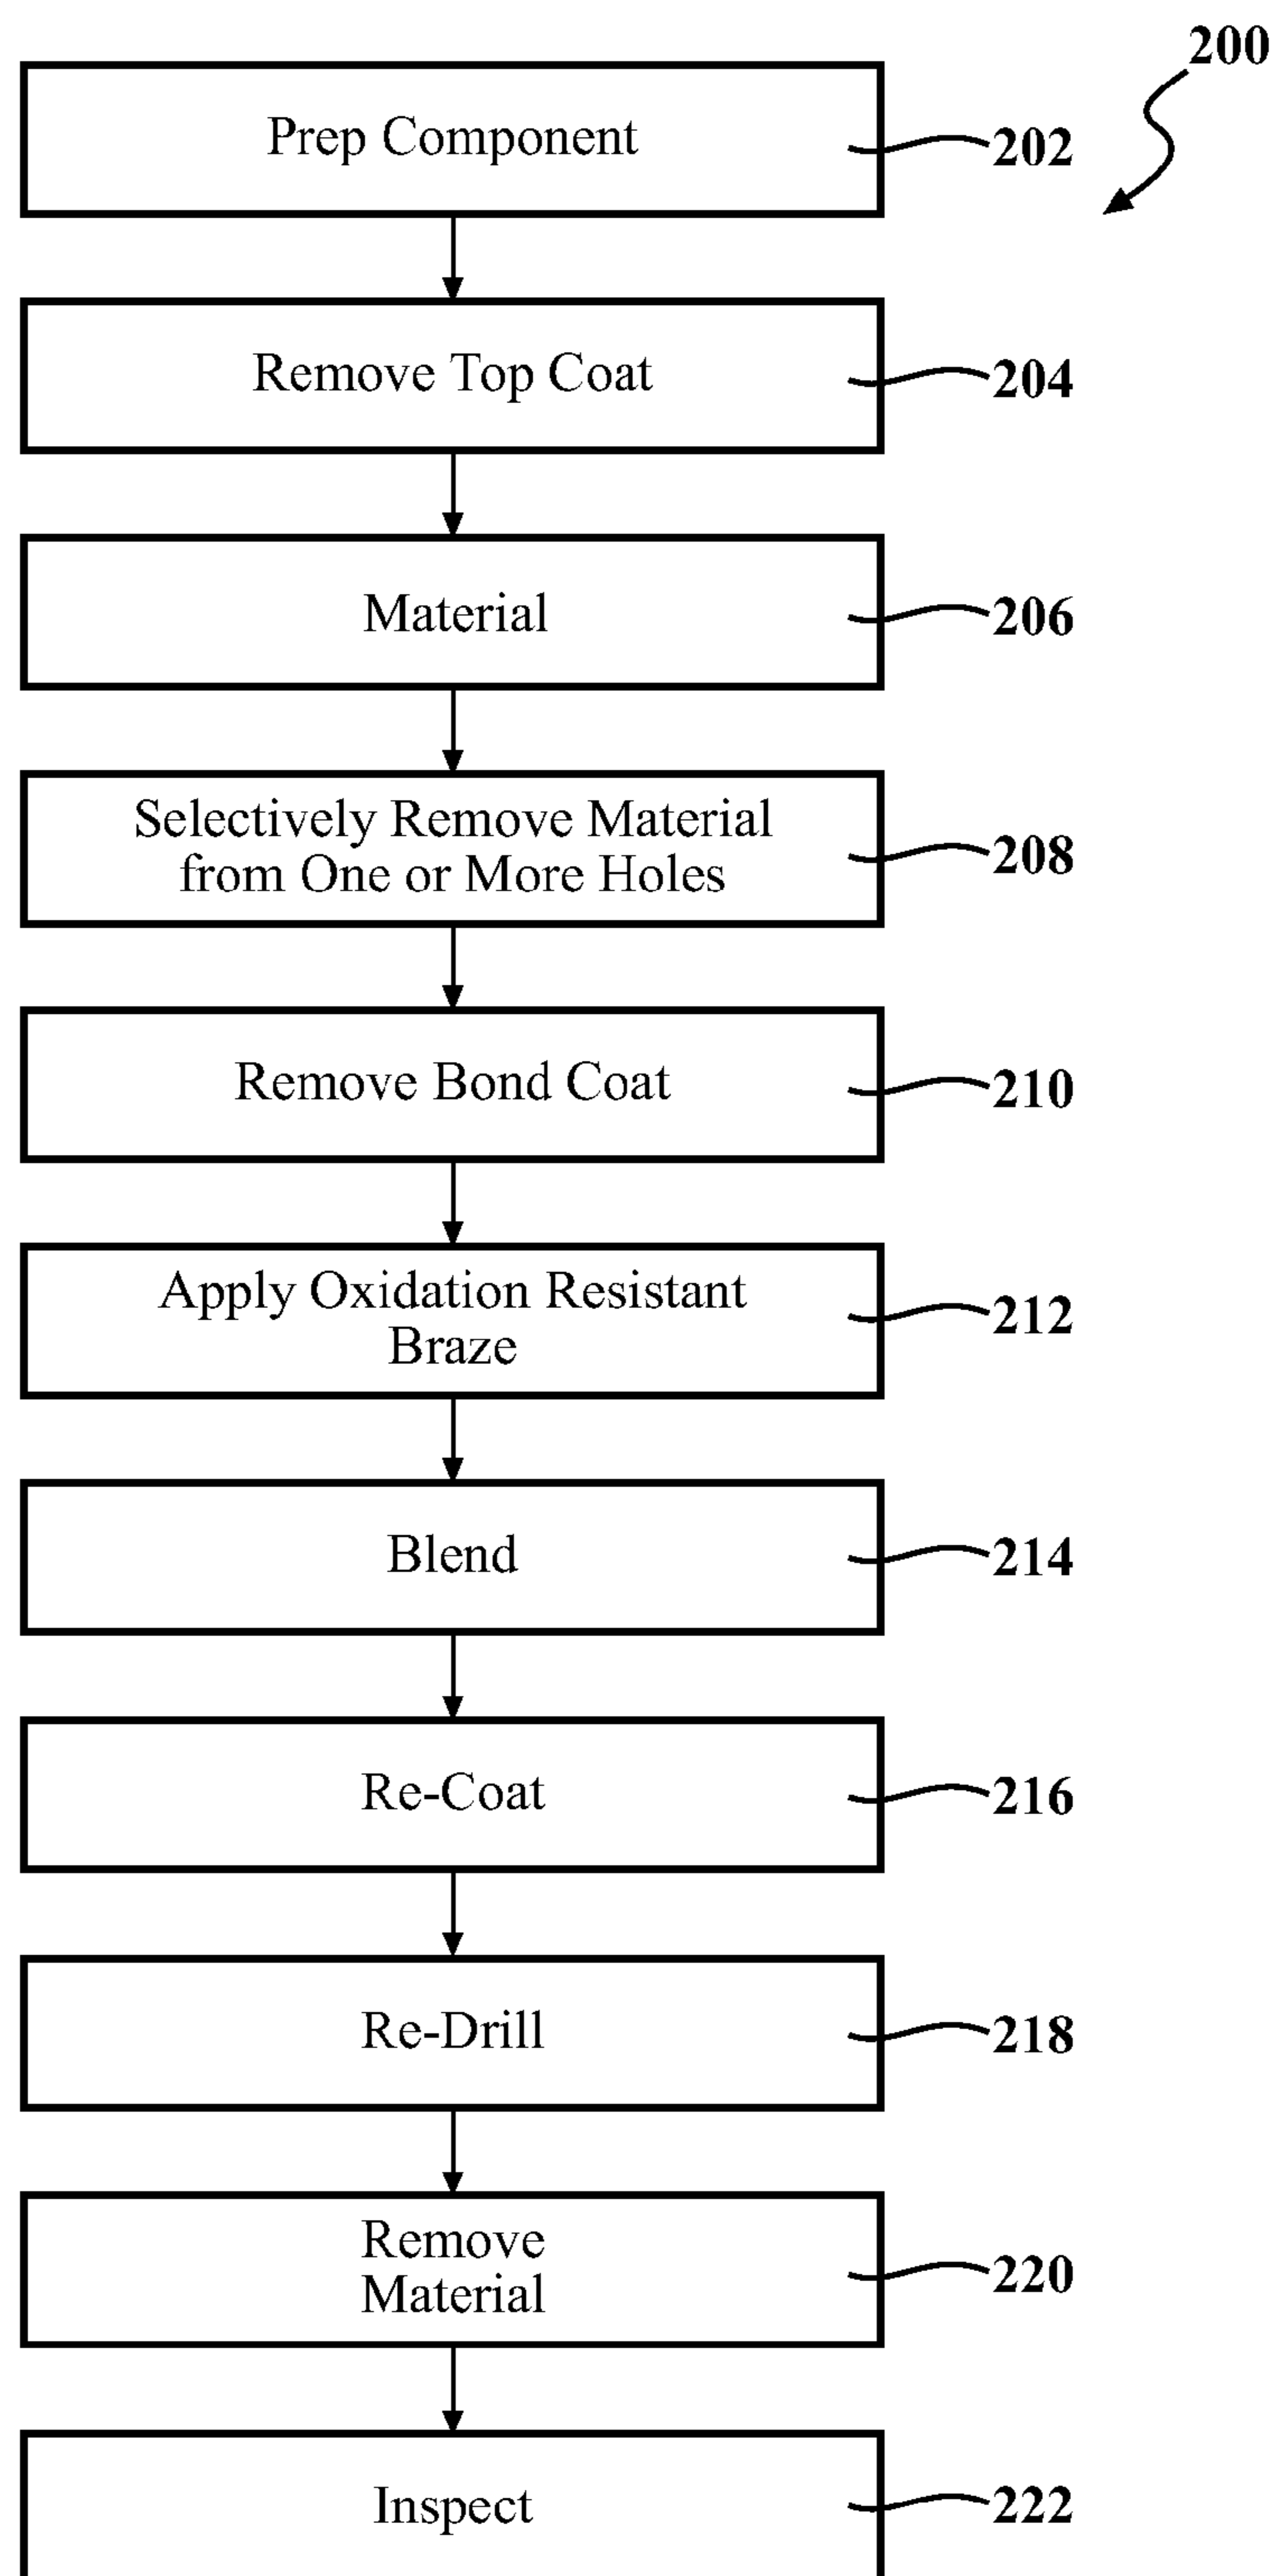 200
Prep Component
202
Remove Top Coat
204
Material
206
Selectively Remove Material
from One or More Holes
208
Remove Bond Coat
210
Apply Oxidation Resistant
Braze
212
Blend
214
Re-Coat
216
Re-Drill
218
Remove
Material
220
Inspect
222